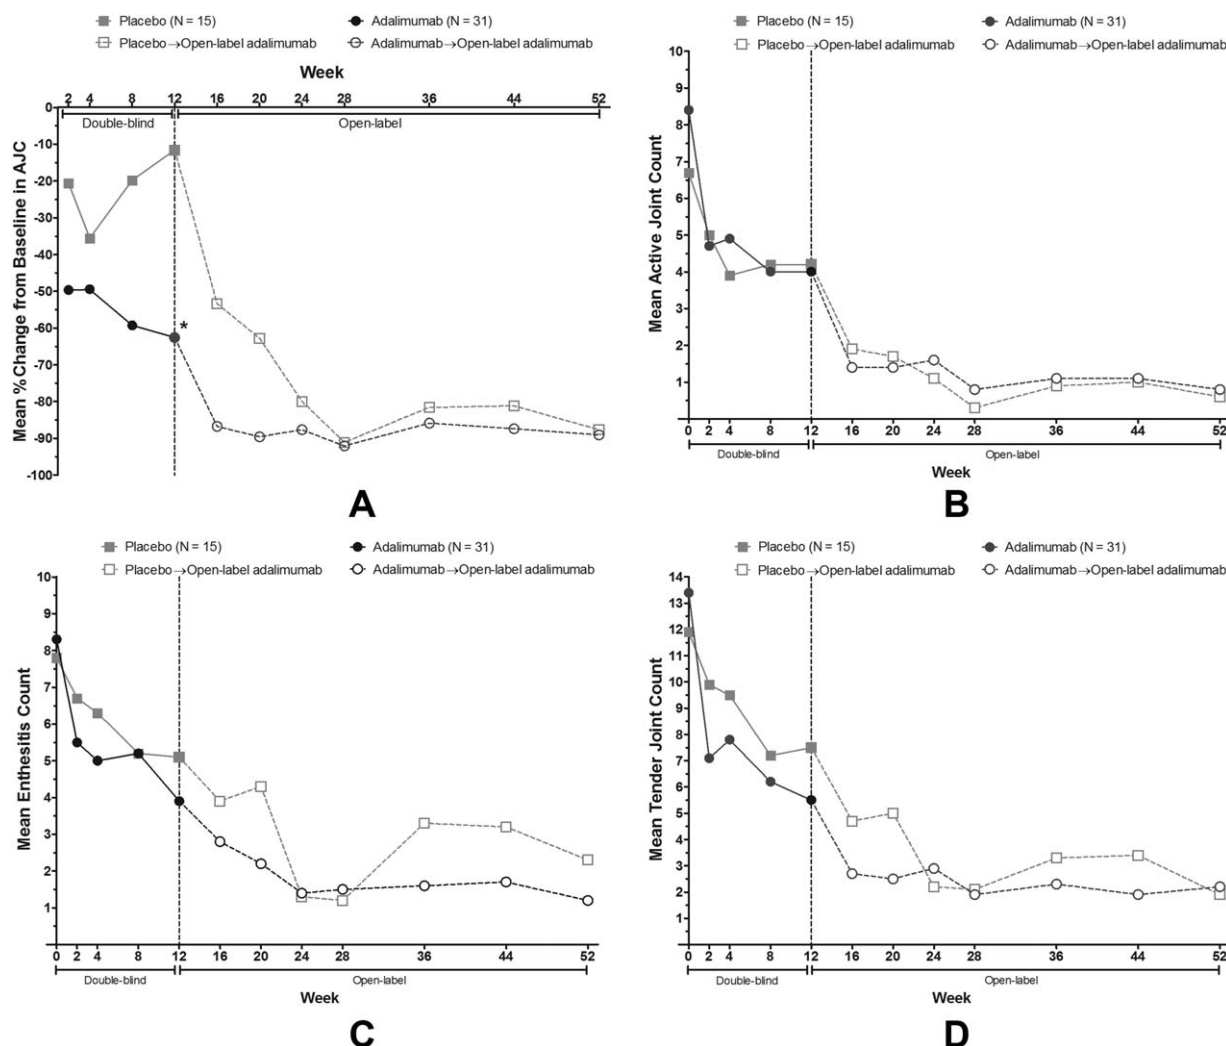 Placebo (N = 15) Adalimumab (N = 31)
Placebo→Open-label adalimumab Adalimumab→Open-label adalimumab
Week
2 4 8 12 16 20 24 28 36 44 52
Double-blind Open-label
0
-10
-20
-30
-40
-50
-60
-70
-80
-90
-100
*
Mean % Change from Baseline in AJC
A
Placebo (N = 15) Adalimumab (N = 31)
Placebo→Open-label adalimumab Adalimumab→Open-label adalimumab
10
9
8
7
6
5
4
3
2
1
Mean Active Joint Count
0 2 4 8 12 16 20 24 28 36 44 52
Double-blind Open-label
Week
B
Placebo (N = 15) Adalimumab (N = 31)
Placebo→Open-label adalimumab Adalimumab→Open-label adalimumab
10
9
8
7
6
5
4
3
2
1
Mean Enthesitis Count
0 2 4 8 12 16 20 24 28 36 44 52
Double-blind Open-label
Week
C
Placebo (N = 15) Adalimumab (N = 31)
Placebo→Open-label adalimumab Adalimumab→Open-label adalimumab
14
13
12
11
10
9
8
7
6
5
4
3
2
1
Mean Tender Joint Count
0 2 4 8 12 16 20 24 28 36 44 52
Double-blind Open-label
Week
D